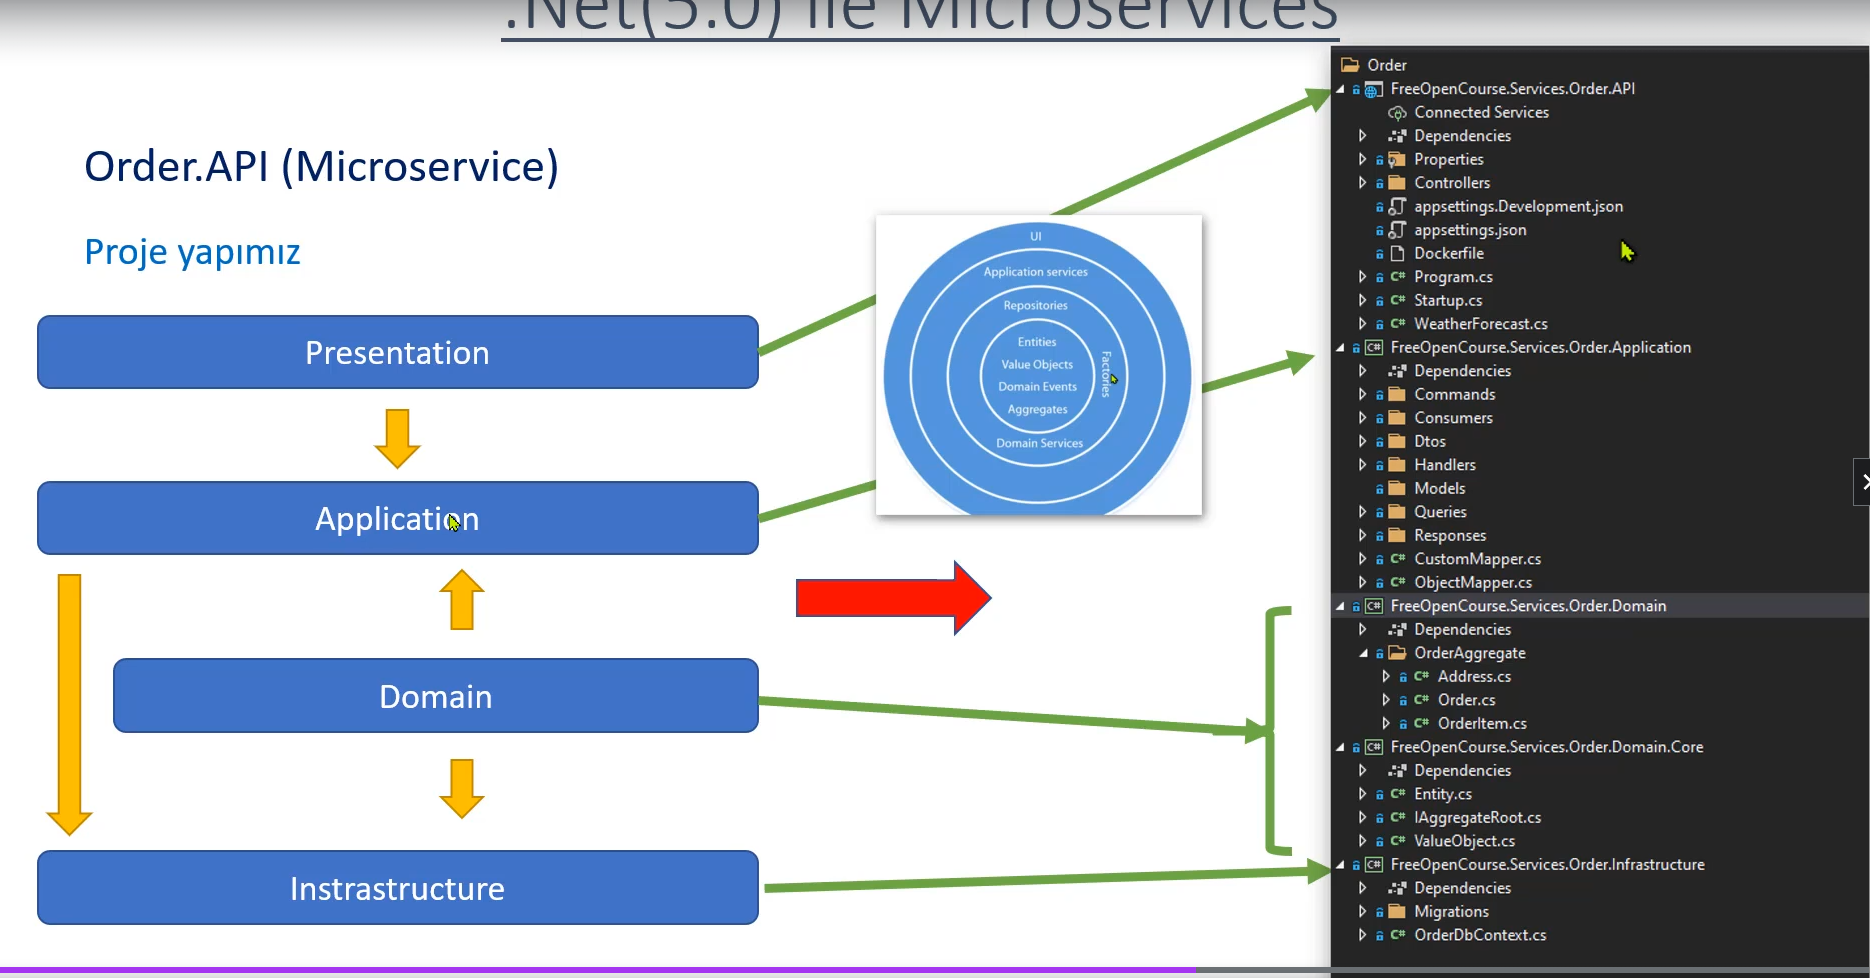 .Net(5.0) ile Microservices
Order.API (Microservice)
Proje yapımız
Presentation
Application
Domain
Instrastructure
UI
Application services
Repositories
Entities
Value Objects
Domain Events
Aggregates
Factories
Domain Services
Order
FreeOpenCourse.Services.Order.API
Connected Services
Dependencies
Properties
Controllers
appsettings.Development.json
appsettings.json
Dockerfile
C# Program.cs
C# Startup.cs
C# WeatherForecast.cs
C# FreeOpenCourse.Services.Order.Application
Dependencies
Commands
Consumers
Dtos
Handlers
Models
Queries
Responses
C# CustomMapper.cs
C# ObjectMapper.cs
C# FreeOpenCourse.Services.Order.Domain
Dependencies
OrderAggregate
C# Address.cs
C# Order.cs
C# OrderItem.cs
C# FreeOpenCourse.Services.Order.Domain.Core
Dependencies
C# Entity.cs
C# IAggregateRoot.cs
C# ValueObject.cs
C# FreeOpenCourse.Services.Order.Infrastructure
Dependencies
Migrations
C# OrderDbContext.cs